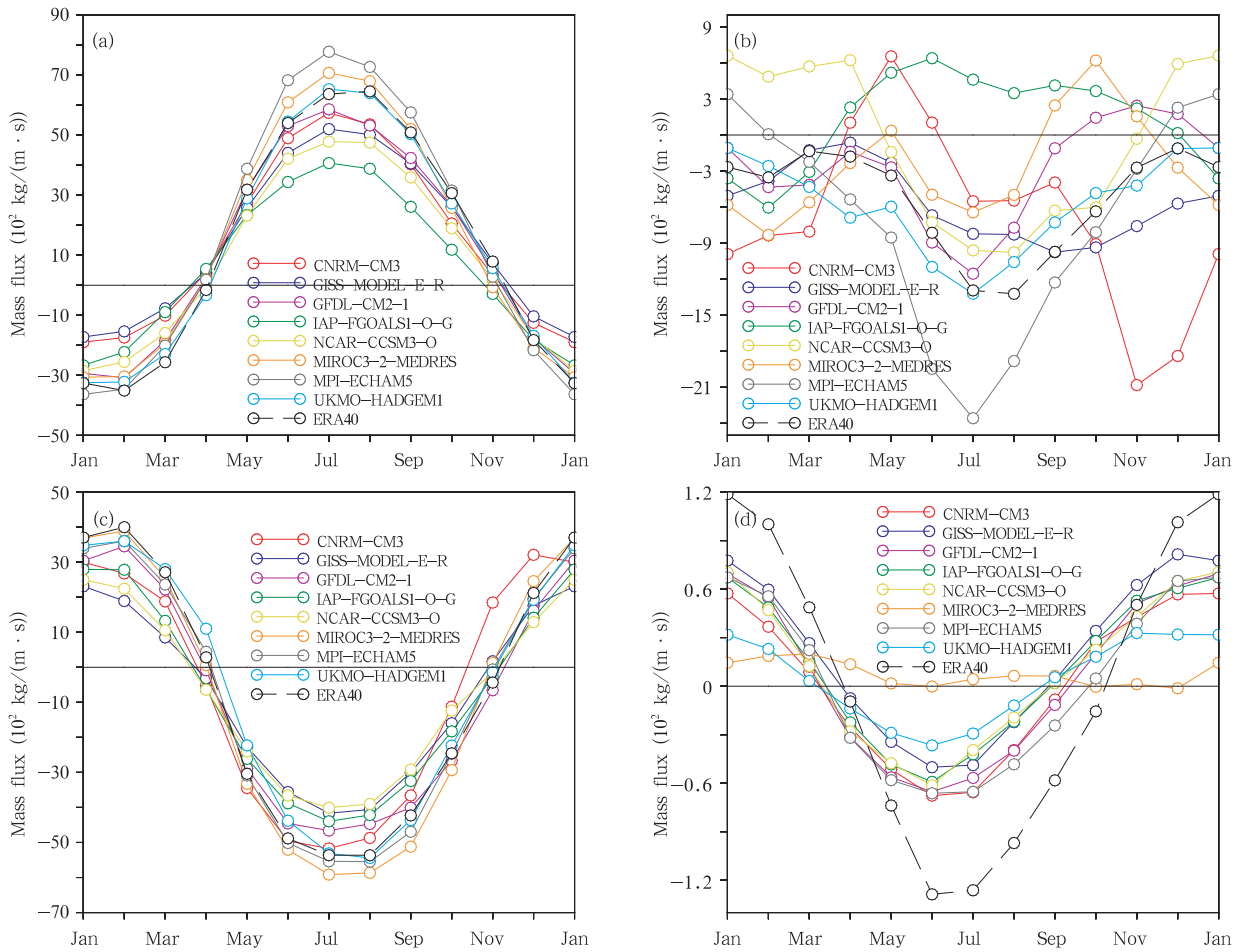 (a)
Mass flux (10² kg/(m · s))
90
70
50
30
10
−10
−30
−50
CNRM−CM3
GISS−MODEL−E−R
GFDL−CM2−1
IAP−FGOALS1−O−G
NCAR−CCSM3−O
MIROC3−2−MEDRES
MPI−ECHAM5
UKMO−HADGEM1
ERA40
Jan Mar May Jul Sep Nov Jan
(b)
Mass flux (10² kg/(m · s))
9
3
−3
−9
−15
−21
CNRM−CM3
GISS−MODEL−E−R
GFDL−CM2−1
IAP−FGOALS1−O−G
NCAR−CCSM3−O
MIROC3−2−MEDRES
MPI−ECHAM5
UKMO−HADGEM1
ERA40
Jan Mar May Jul Sep Nov Jan
(c)
Mass flux (10² kg/(m · s))
50
30
10
−10
−30
−50
−70
CNRM−CM3
GISS−MODEL−E−R
GFDL−CM2−1
IAP−FGOALS1−O−G
NCAR−CCSM3−O
MIROC3−2−MEDRES
MPI−ECHAM5
UKMO−HADGEM1
ERA40
Jan Mar May Jul Sep Nov Jan
(d)
Mass flux (10² kg/(m · s))
1.2
0.6
0
−0.6
−1.2
CNRM−CM3
GISS−MODEL−E−R
GFDL−CM2−1
IAP−FGOALS1−O−G
NCAR−CCSM3−O
MIROC3−2−MEDRES
MPI−ECHAM5
UKMO−HADGEM1
ERA40
Jan Mar May Jul Sep Nov Jan